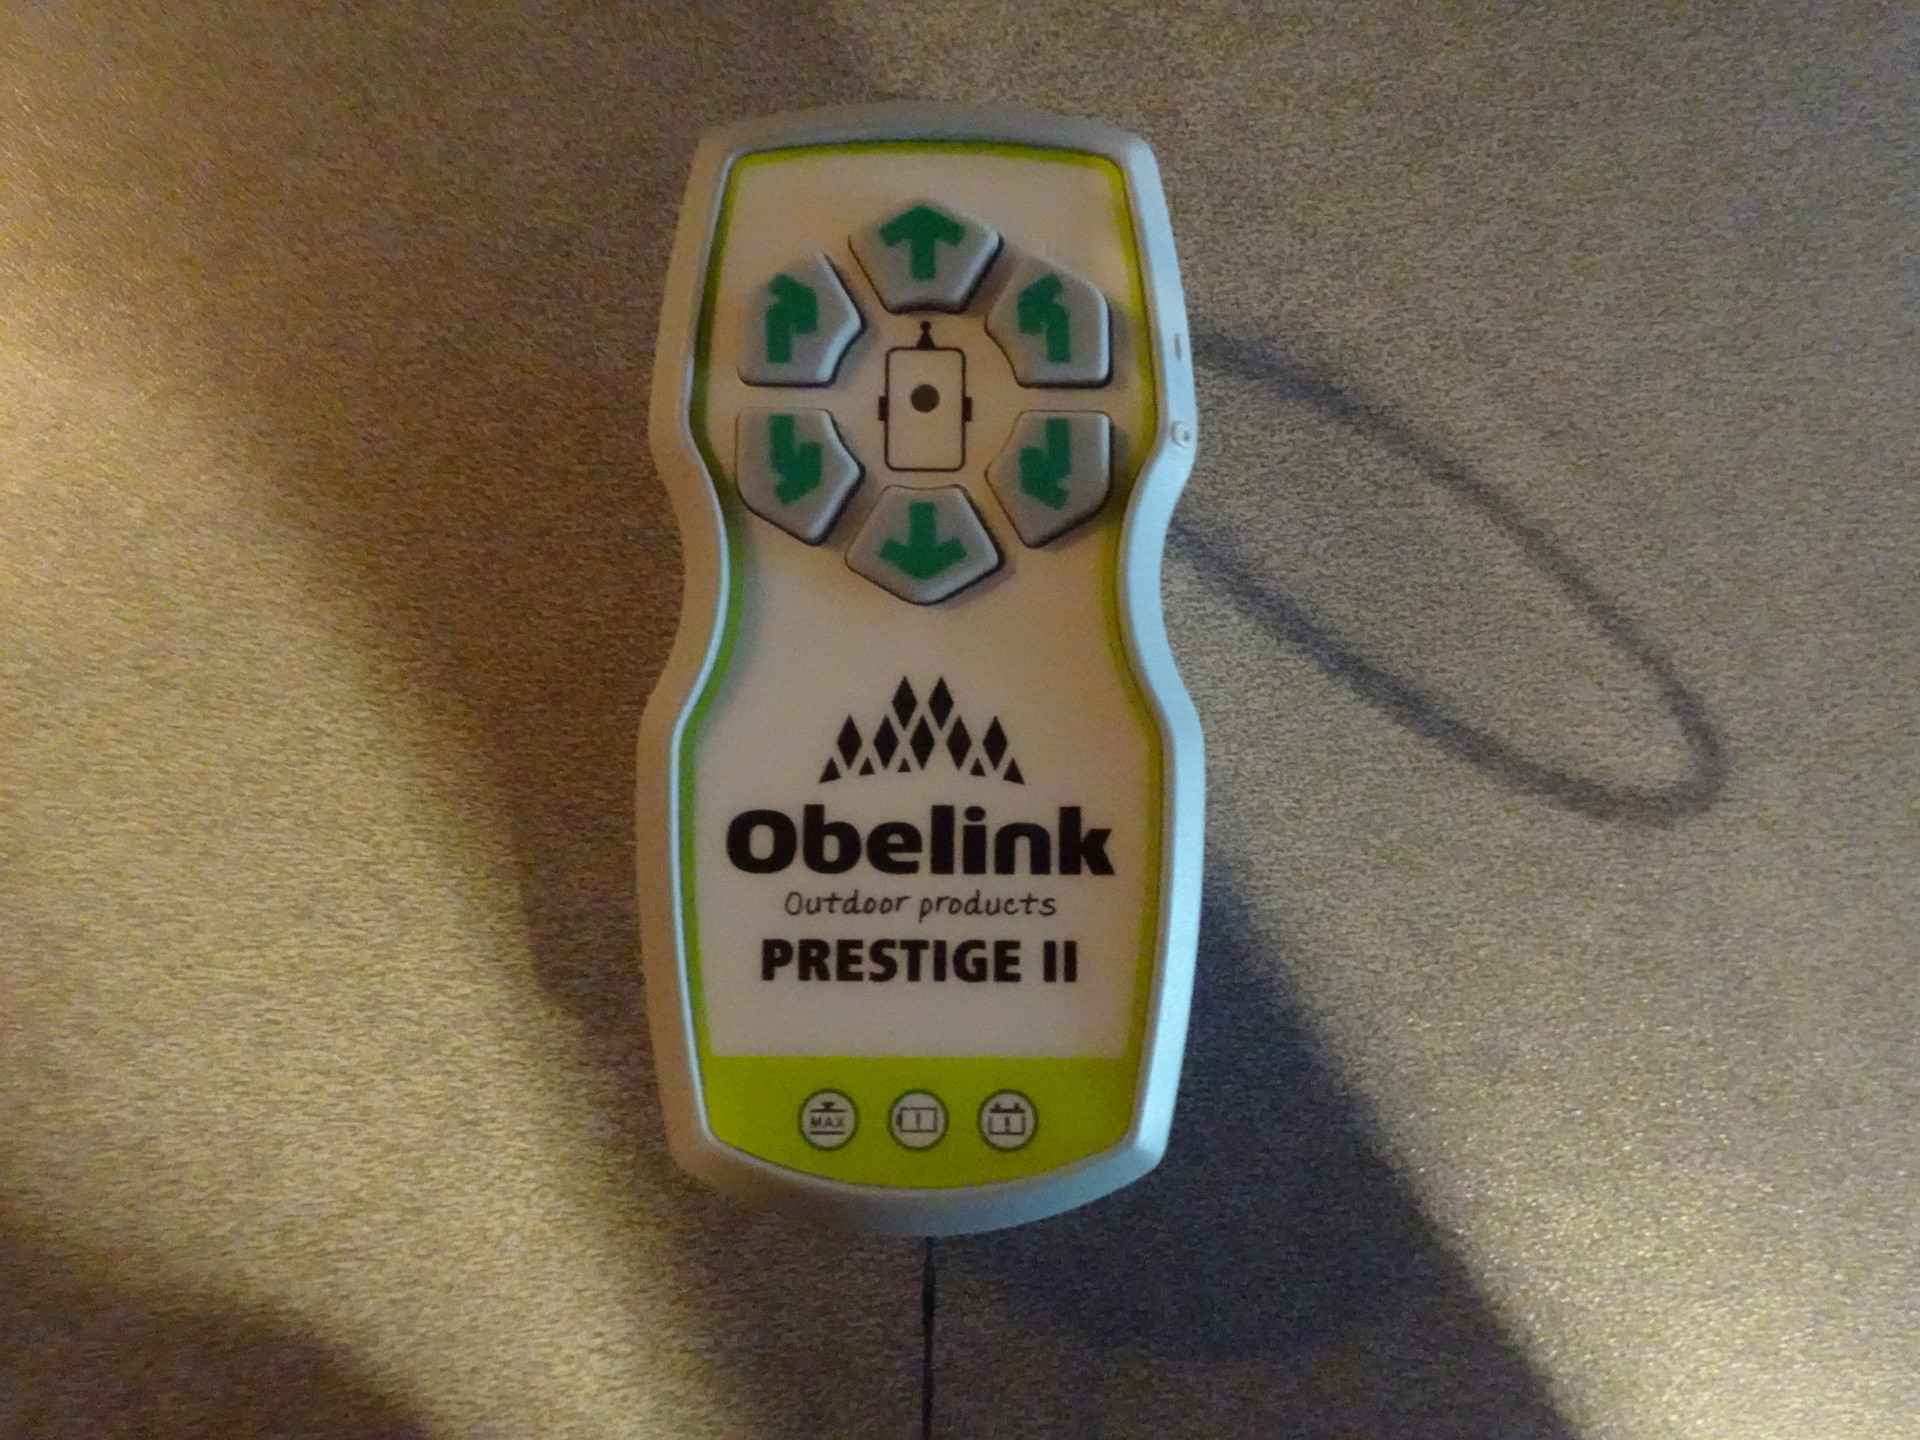 Obelink
Outdoor products
PRESTIGE II
MAX